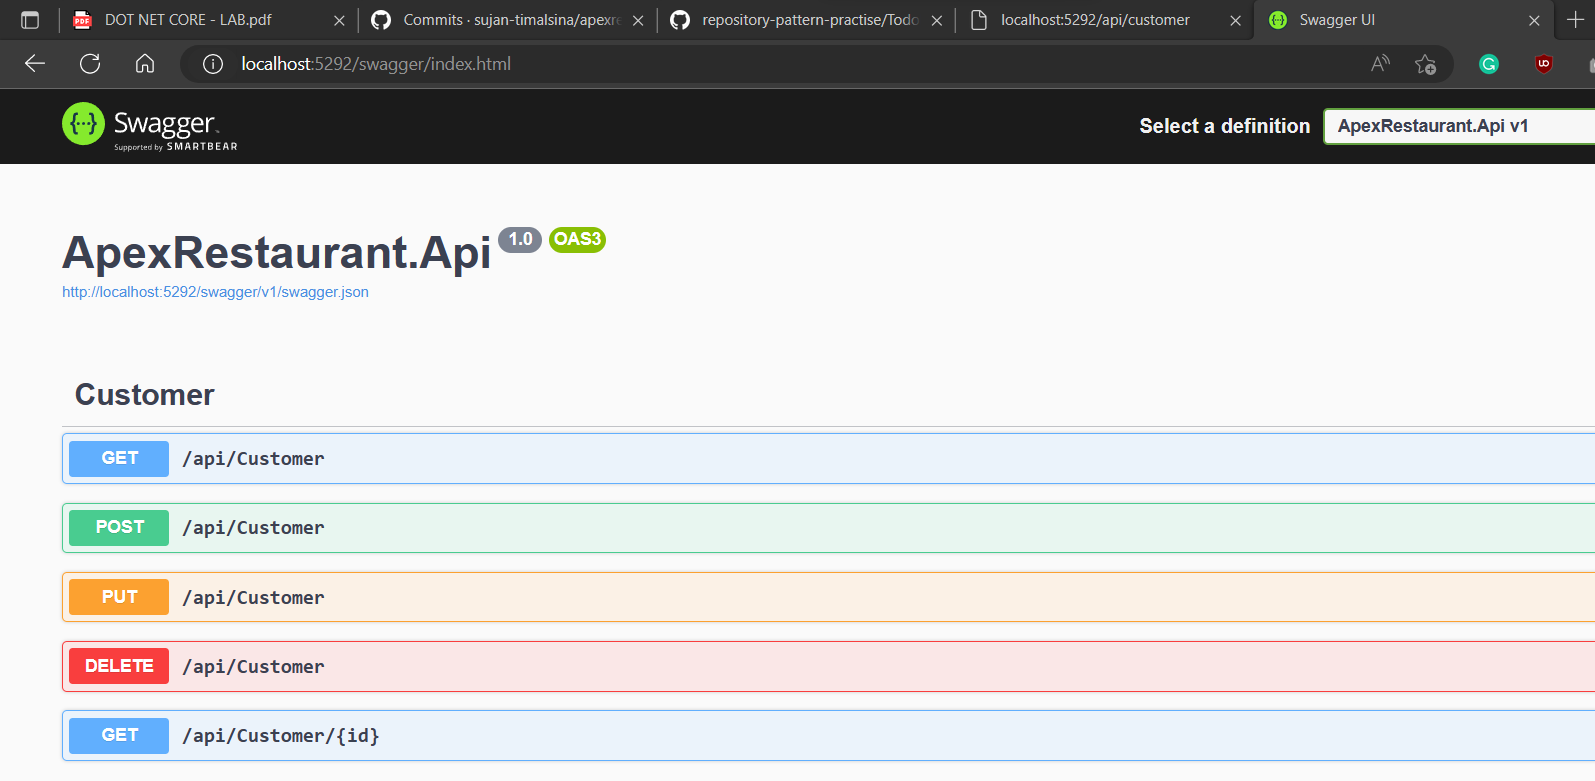 DOT NET CORE - LAB.pdf
Commits · sujan-timalsina/apexre
repository-pattern-practise/Todo
localhost:5292/api/customer
Swagger UI
localhost:5292/swagger/index.html
Swagger
Supported by SMARTBEAR
Select a definition
ApexRestaurant.Api v1
ApexRestaurant.Api 1.0 OAS3
http://localhost:5292/swagger/v1/swagger.json
Customer
GET /api/Customer
POST /api/Customer
PUT /api/Customer
DELETE /api/Customer
GET /api/Customer/{id}